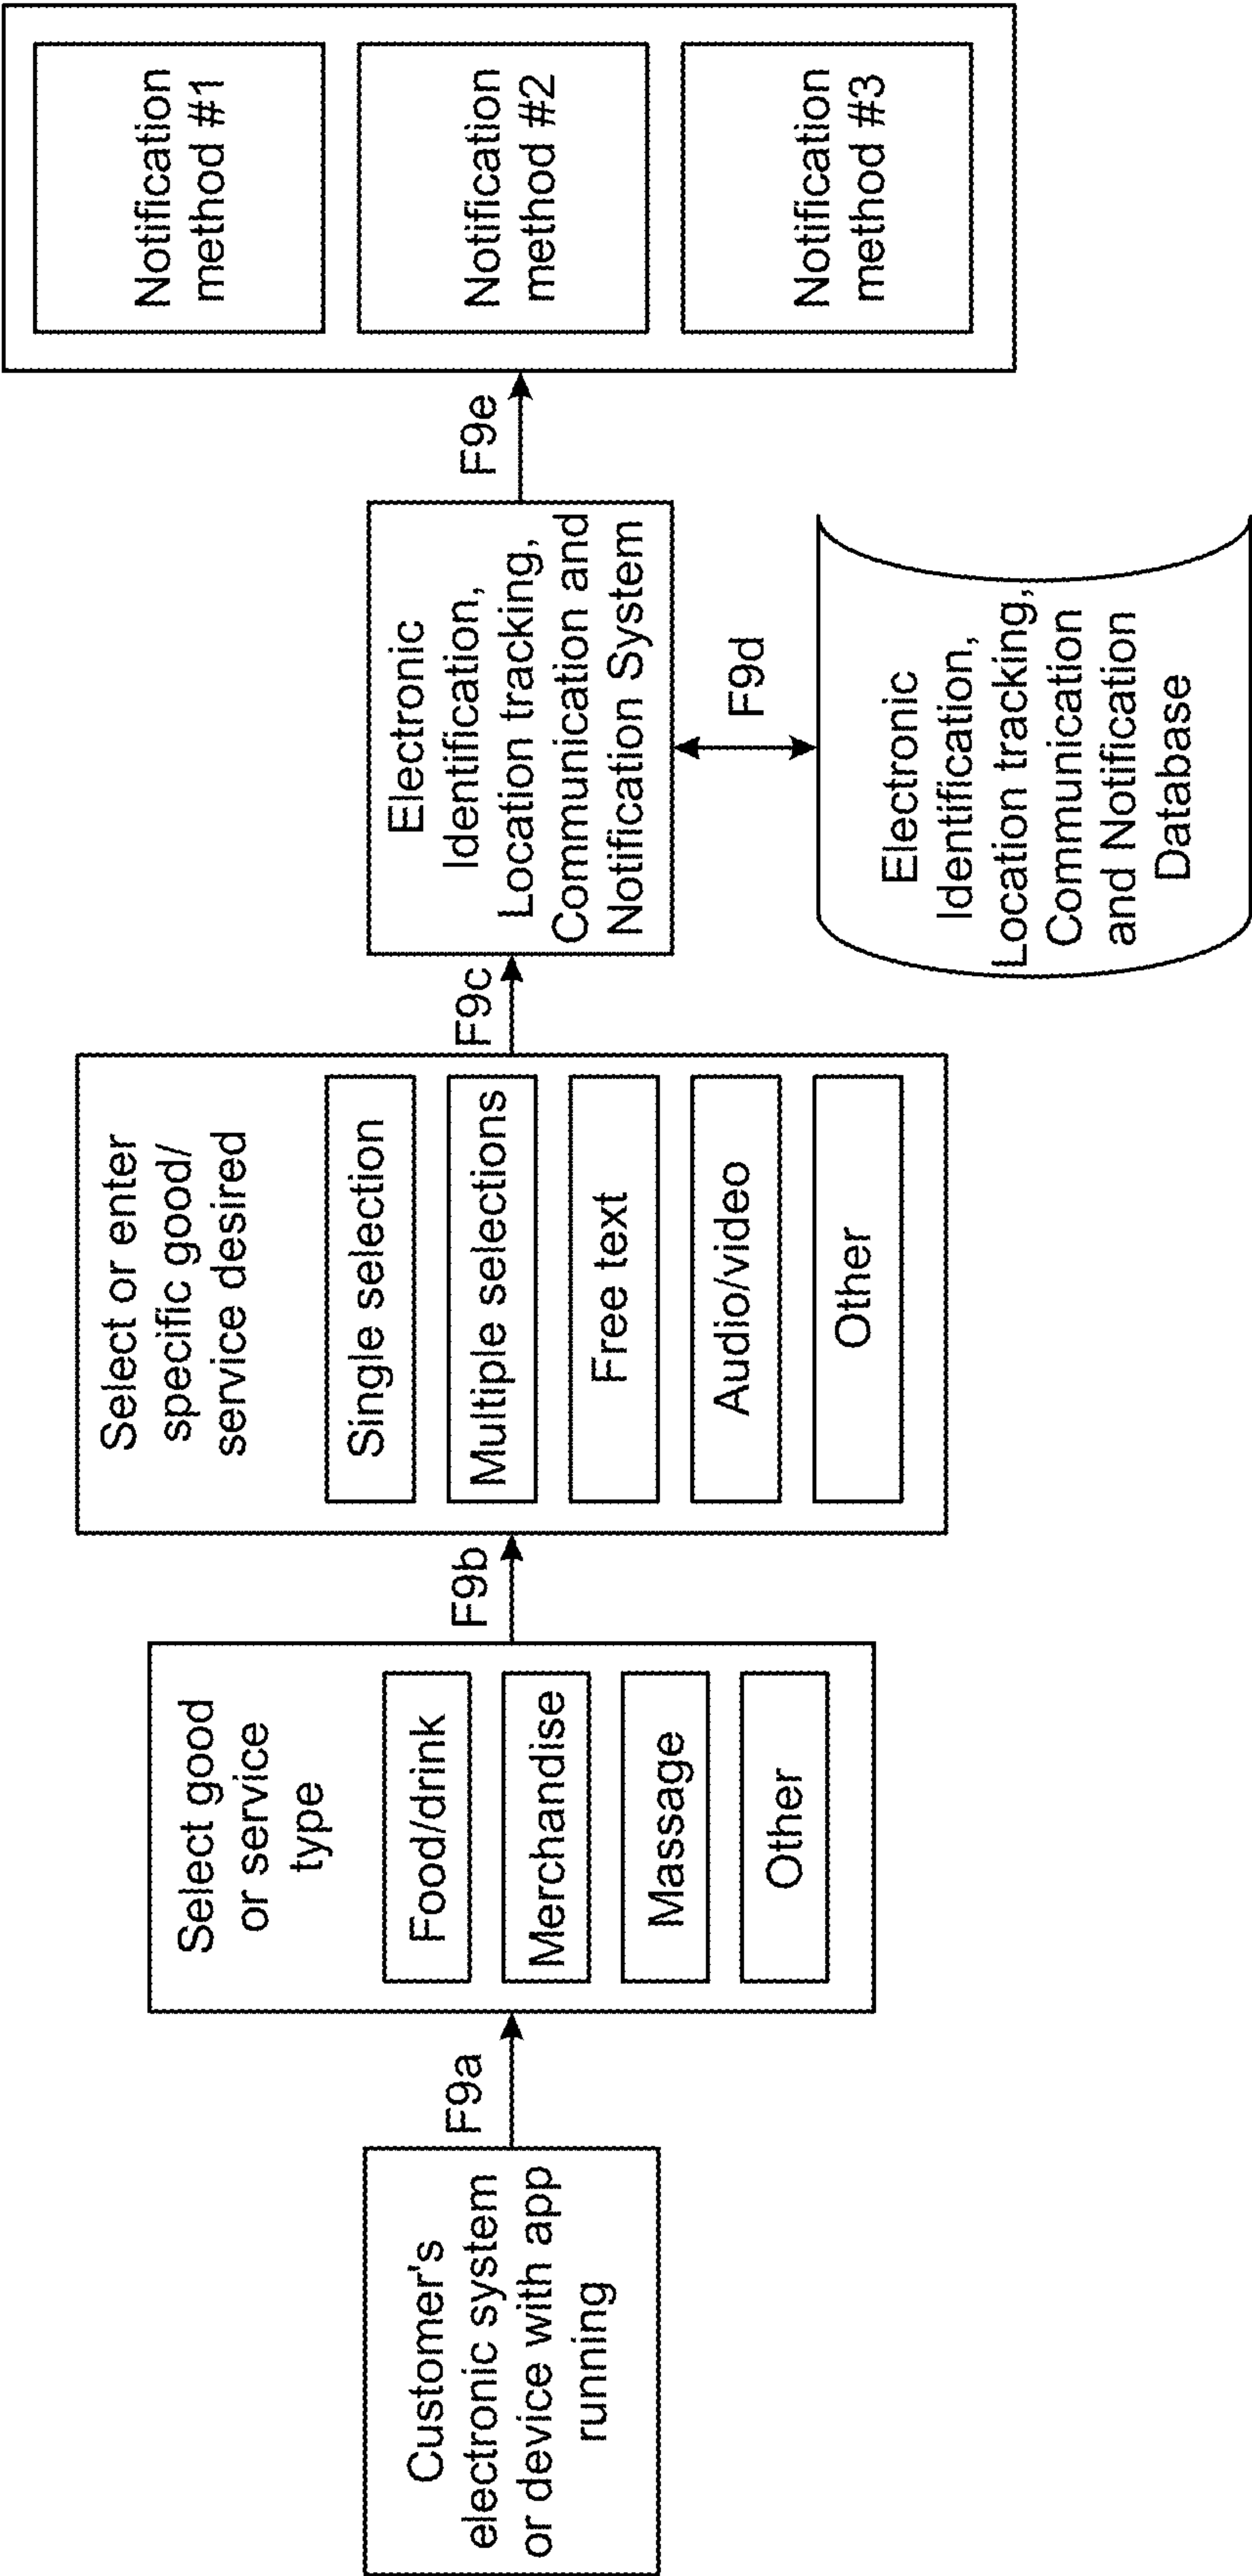 Customer's
electronic system
or device with app
running
F9a
Select good
or service
type
Food/drink
Merchandise
Massage
Other
F9b
Select or enter
specific good/
service desired
Single selection
Multiple selections
Free text
Audio/video
Other
F9c
Electronic
Identification,
Location tracking,
Communication and
Notification System
F9d
Electronic
Identification,
Location tracking,
Communication
and Notification
Database
F9e
Notification
method #1
Notification
method #2
Notification
method #3